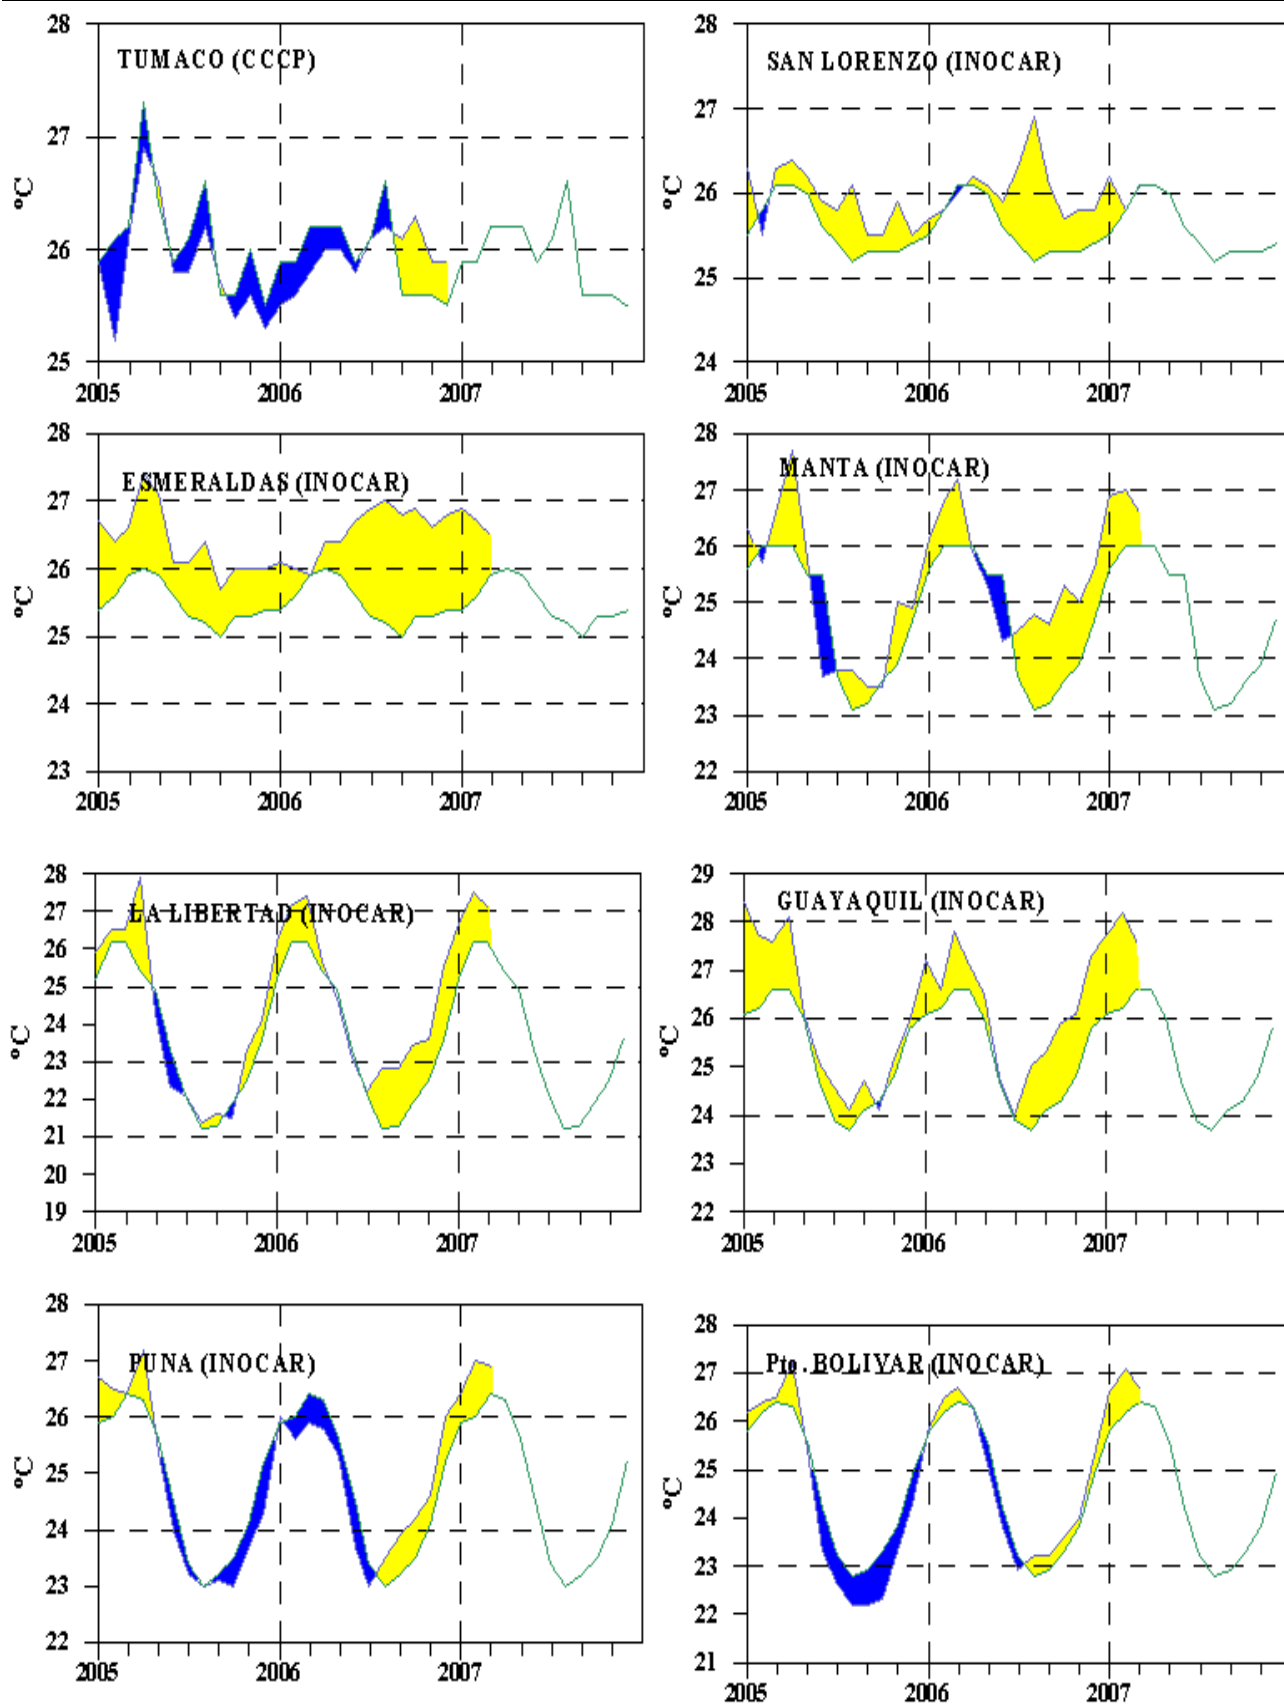 28
TUMACO (CCCP)
27
°C
26
25
2005 2006 2007
28
SAN LORENZO (INOCAR)
27
°C
26
25
24
2005 2006 2007
28
ESMERALDAS (INOCAR)
27
26
°C
25
24
23
2005 2006 2007
28
MANTA (INOCAR)
27
26
°C
25
24
23
22
2005 2006 2007
28
LA LIBERTAD (INOCAR)
27
26
25
24
°C
23
22
21
20
19
2005 2006 2007
29
GUAYAQUIL (INOCAR)
28
27
26
°C
25
24
23
22
2005 2006 2007
28
PUNA (INOCAR)
27
26
°C
25
24
23
22
2005 2006 2007
28
Pto. BOLIVAR (INOCAR)
27
26
25
°C
24
23
22
21
2005 2006 2007